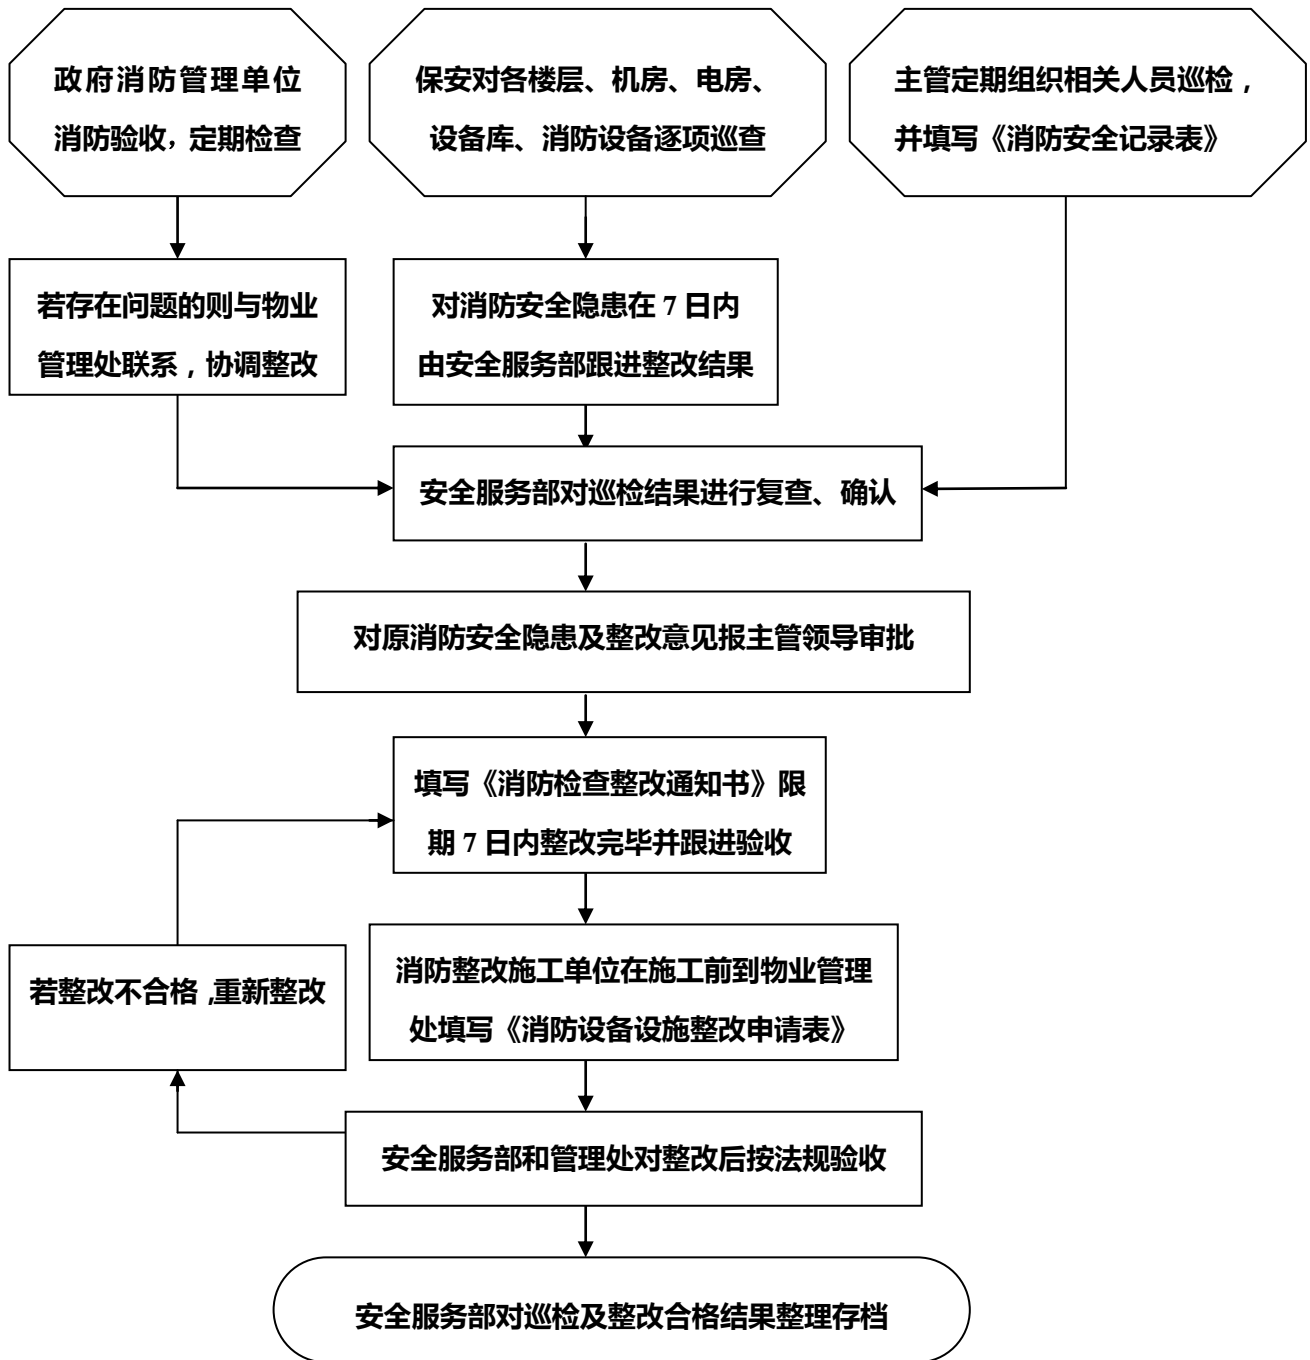 政府消防管理单位
消防验收，定期检查
保安对各楼层、机房、电房、
设备库、消防设备逐项巡查
主管定期组织相关人员巡检，
并填写《消防安全记录表》
若存在问题的则与物业
管理处联系，协调整改
对消防安全隐患在 7 日内
由安全服务部跟进整改结果
安全服务部对巡检结果进行复查、确认
对原消防安全隐患及整改意见报主管领导审批
填写《消防检查整改通知书》限
期 7 日内整改完毕并跟进验收
若整改不合格，重新整改
消防整改施工单位在施工前到物业管理
处填写《消防设备设施整改申请表》
安全服务部和管理处对整改后按法规验收
安全服务部对巡检及整改合格结果整理存档